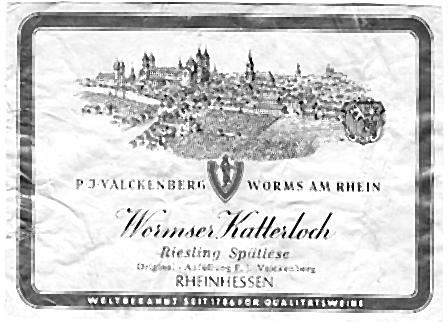 P·J·VALCKENBERG WORMS AM RHEIN
Wormser Katterloch
Riesling Spätlese
Original-Abfüllung P. J. Valckenberg
RHEINHESSEN
WELTBEKANNT SEIT 1786 FÜR QUALITÄTSWEINE